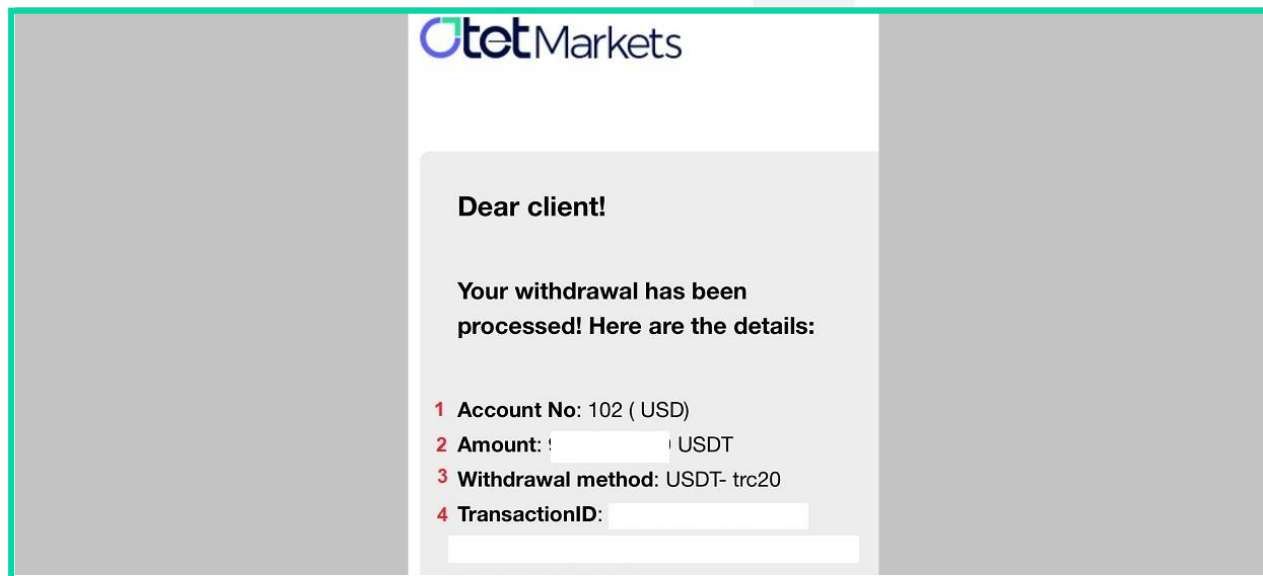 OtetMarkets
Dear client!
Your withdrawal has been
processed! Here are the details:
1 Account No: 102 ( USD)
2 Amount: USDT
3 Withdrawal method: USDT- trc20
4 TransactionID: